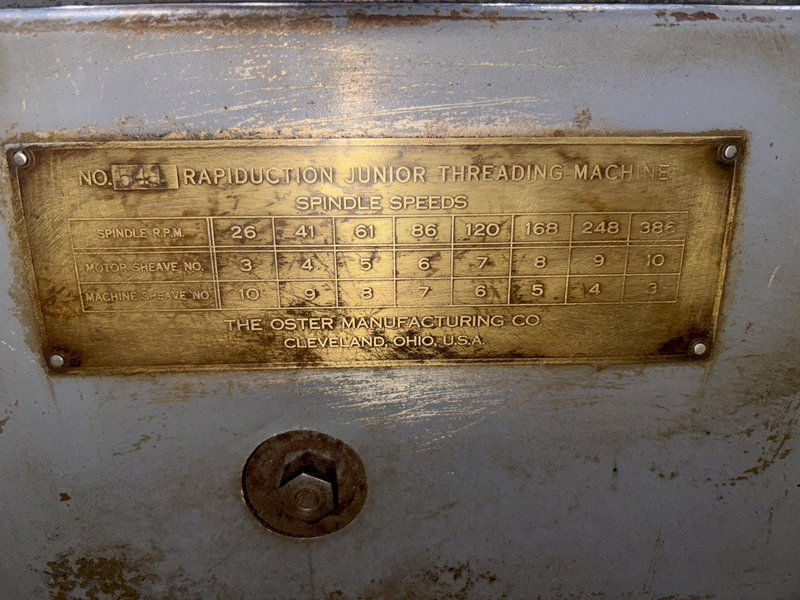 NO. 541 RAPIDUCTION JUNIOR THREADING MACHINE
SPINDLE SPEEDS
SPINDLE R.P.M. 26 41 61 86 120 168 248 386
MOTOR SHEAVE NO. 3 4 5 6 7 8 9 10
MACHINE SHEAVE NO. 10 9 8 7 6 5 4 3
THE OSTER MANUFACTURING CO.
CLEVELAND, OHIO, U.S.A.